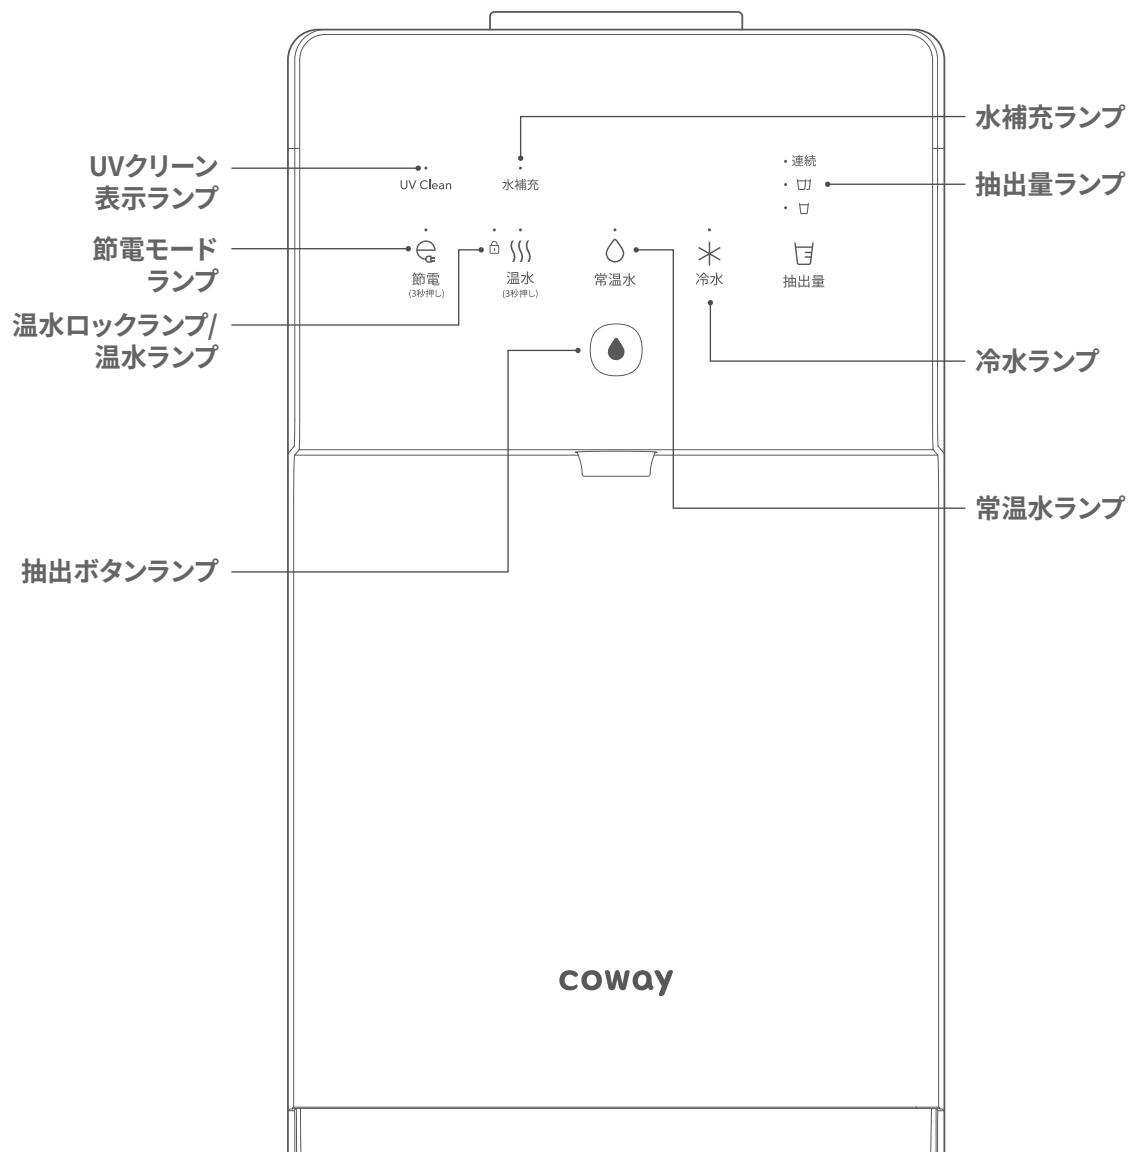 水補充ランプ
UVクリーン
表示ランプ
UV Clean
水補充
連続
抽出量ランプ
節電モード
ランプ
節電
(3秒押し)
温水
(3秒押し)
常温水
冷水
抽出量
温水ロックランプ/
温水ランプ
冷水ランプ
常温水ランプ
抽出ボタンランプ
coway